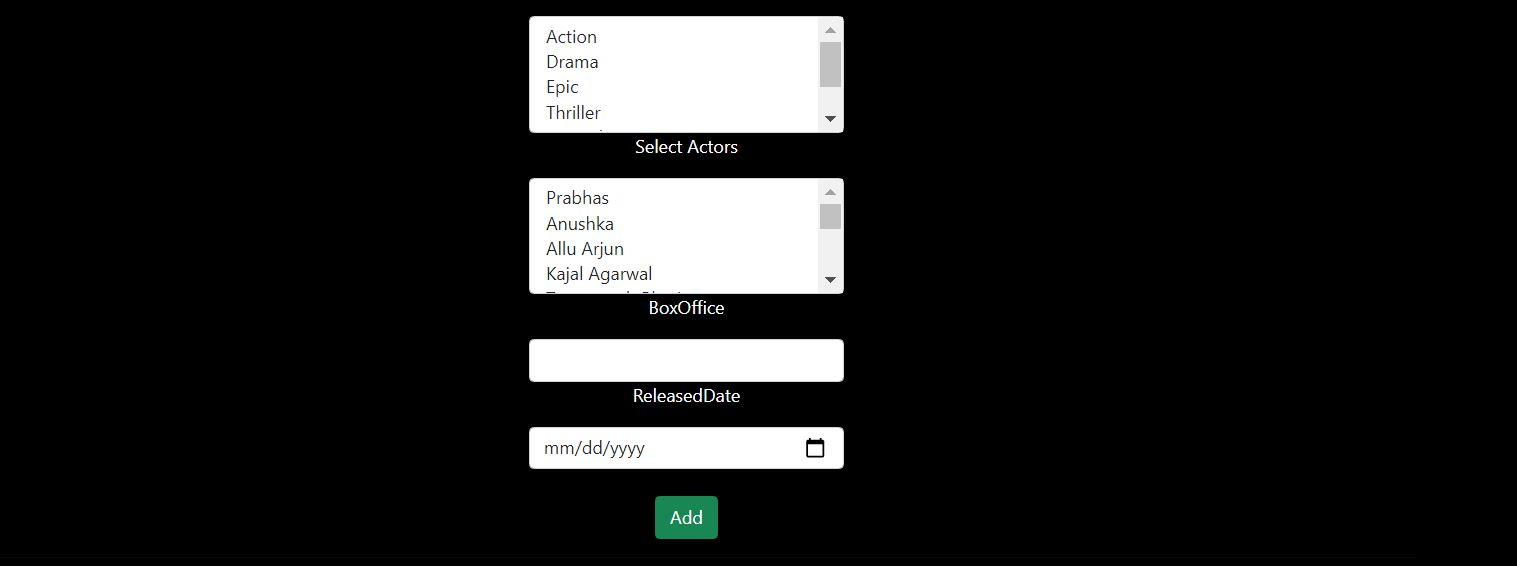 Action
Drama
Epic
Thriller
Select Actors
Prabhas
Anushka
Allu Arjun
Kajal Agarwal
BoxOffice
ReleasedDate
mm/dd/yyyy
Add